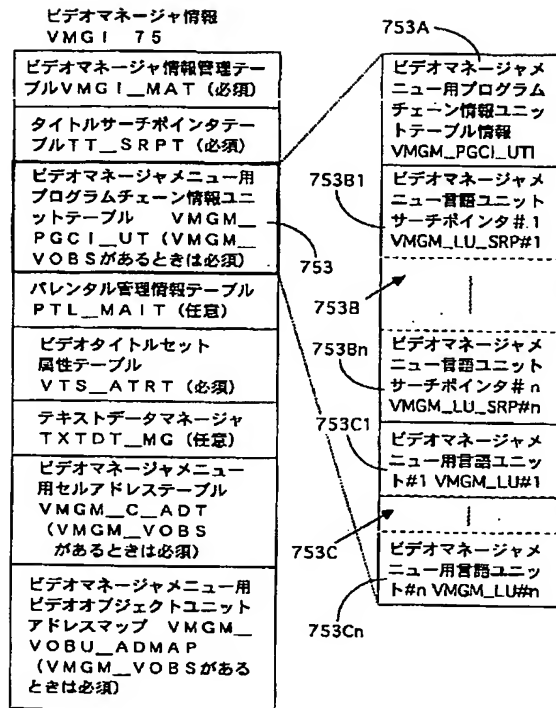 ビデオマネージャ情報
VMGI 75
ビデオマネージャ情報管理テー
ブルVMGI__MAT(必須)
タイトルサーチポインタテー
ブルTT__SRPT(必須)
ビデオマネージャメニュー用
プログラムチェーン情報ユニ
ットテーブル VMGM__
PGCI__UT(VMGM__
VOBSがあるときは必須)
パレンタル管理情報テーブル
PTL__MAIT(任意)
ビデオタイトルセット
属性テーブル
VTS__ATRT(必須)
テキストデータマネージャ
TXTDT__MG(任意)
ビデオマネージャメニュー
用セルアドレステーブル
VMGM__C__ADT
(VMGM__VOBS
があるときは必須)
ビデオマネージャメニュー用
ビデオオブジェクトユニット
アドレスマップ VMGM__
VOBU__ADMAP
(VMGM__VOBSがある
ときは必須)
753
753A
ビデオマネージャメ
ニュー用プログラム
チェーン情報ユニッ
トテーブル情報
VMGM_PGCI_UTI
753B1
ビデオマネージャメ
ニュー言語ユニット
サーチポインタ#1
VMGM_LU_SRP#1
753B
753Bn
ビデオマネージャメ
ニュー言語ユニット
サーチポインタ#n
VMGM_LU_SRP#n
753C1
ビデオマネージャメ
ニュー用言語ユニッ
ト#1 VMGM_LU#1
753C
ビデオマネージャメ
ニュー用言語ユニッ
ト#n VMGM_LU#n
753Cn